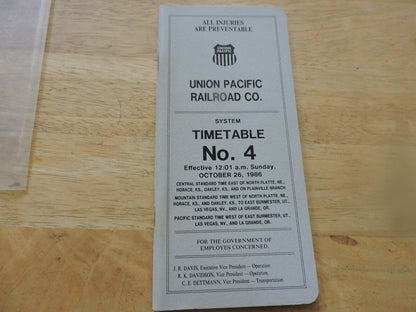 ALL INJURIES
ARE PREVENTABLE
UNION
PACIFIC
UNION PACIFIC
RAILROAD CO.
SYSTEM
TIMETABLE
No. 4
Effective 12:01 a.m. Sunday,
OCTOBER 26, 1986
CENTRAL STANDARD TIME EAST OF NORTH PLATTE, NE.,
HORACE, KS., OAKLEY, KS., AND ON PLAINVILLE BRANCH
MOUNTAIN STANDARD TIME WEST OF NORTH PLATTE, NE.,
HORACE, KS., AND OAKLEY, KS., TO EAST BURMESTER, UT.,
LAS VEGAS, NV., AND LA GRANDE, OR.
PACIFIC STANDARD TIME WEST OF EAST BURMESTER, UT.,
LAS VEGAS, NV., AND LA GRANDE, OR.
FOR THE GOVERNMENT OF
EMPLOYES CONCERNED.
J. R. DAVIS, Executive Vice President — Operation.
R. K. DAVIDSON, Vice President — Operation.
C. E. DETTMANN, Vice President — Transportation.